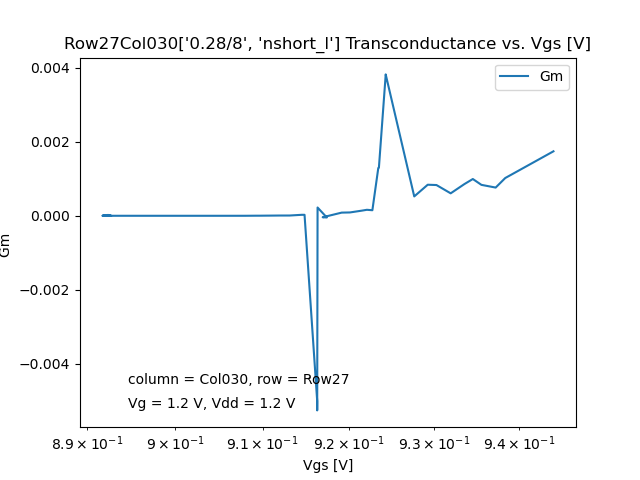 Row27Col030['0.28/8', 'nshort_l'] Transconductance vs. Vgs [V]
Gm
0.004
0.002
0.000
−0.002
−0.004
Gm
column = Col030, row = Row27
Vg = 1.2 V, Vdd = 1.2 V
8.9 × 10⁻¹ 9 × 10⁻¹ 9.1 × 10⁻¹ 9.2 × 10⁻¹ 9.3 × 10⁻¹ 9.4 × 10⁻¹
Vgs [V]